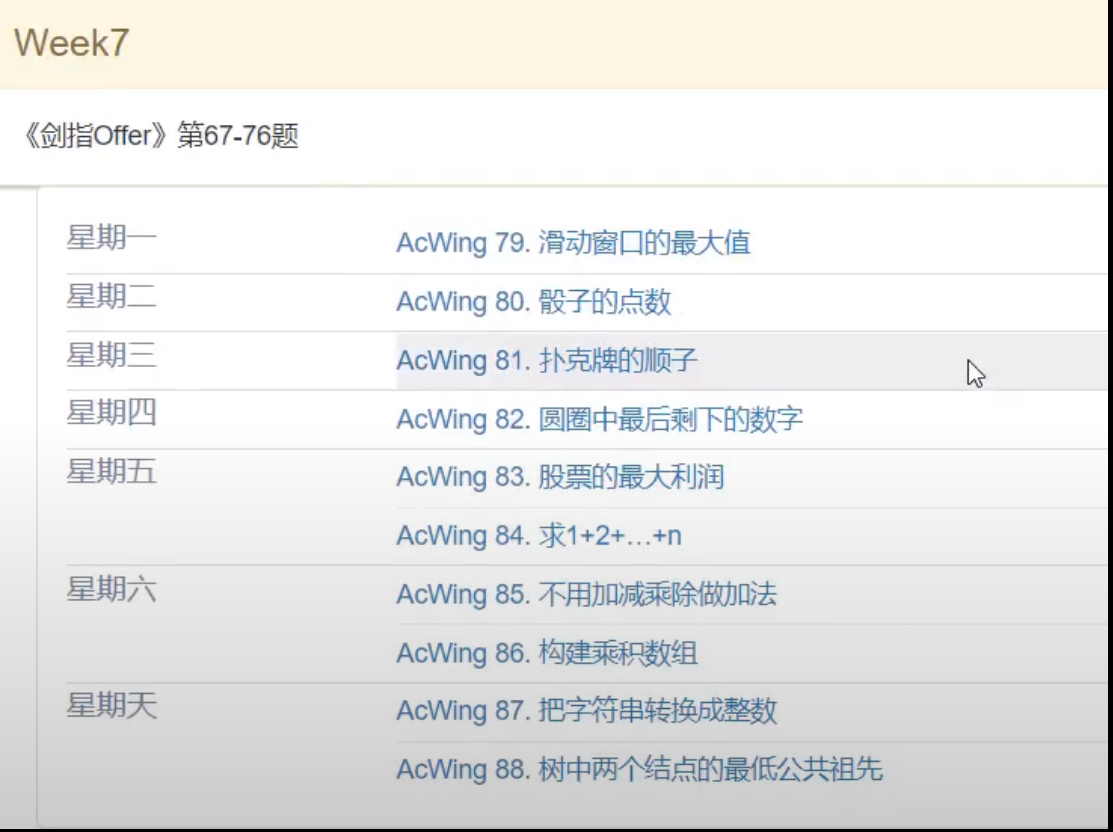 Week7
《剑指Offer》第67-76题
星期一 AcWing 79. 滑动窗口的最大值
星期二 AcWing 80. 骰子的点数
星期三 AcWing 81. 扑克牌的顺子
星期四 AcWing 82. 圆圈中最后剩下的数字
星期五 AcWing 83. 股票的最大利润
AcWing 84. 求1+2+…+n
星期六 AcWing 85. 不用加减乘除做加法
AcWing 86. 构建乘积数组
星期天 AcWing 87. 把字符串转换成整数
AcWing 88. 树中两个结点的最低公共祖先